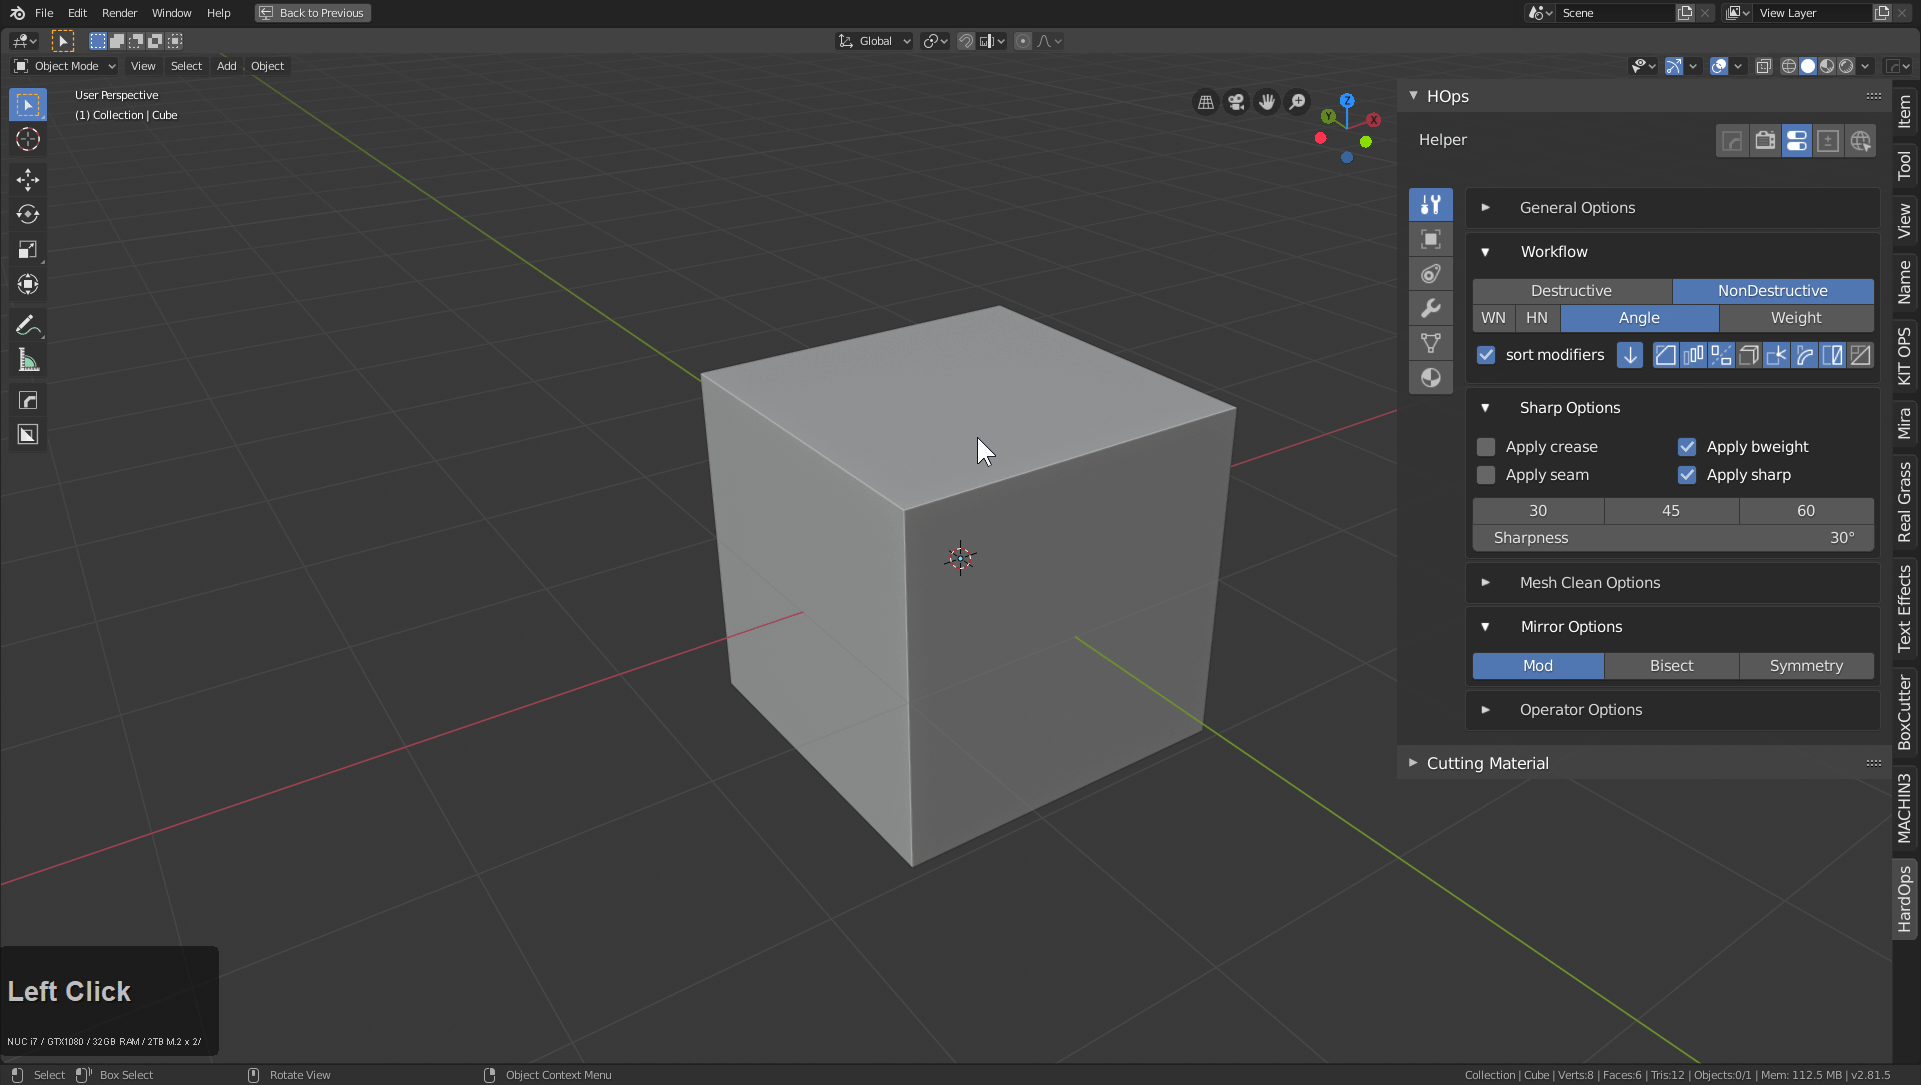 File Edit Render Window Help Back to Previous Scene View Layer
Global
Object Mode View Select Add Object
User Perspective
(1) Collection | Cube
Z
Y
X
HOps
Helper
General Options
Workflow
Destructive NonDestructive
WN HN Angle Weight
sort modifiers
Sharp Options
Apply crease Apply bweight
Apply seam Apply sharp
30 45 60
Sharpness 30°
Mesh Clean Options
Mirror Options
Mod Bisect Symmetry
Operator Options
Cutting Material
Item
Tool
View
Name
KIT OPS
Mira
Real Grass
Text Effects
BoxCutter
MACHIN3
HardOps
Left Click
NUC i7 / GTX1080 / 32GB RAM / 2TB M.2 x 2/
Select Box Select Rotate View Object Context Menu
Collection | Cube | Verts:8 | Faces:6 | Tris:12 | Objects:0/1 | Mem: 112.5 MB | v2.81.5